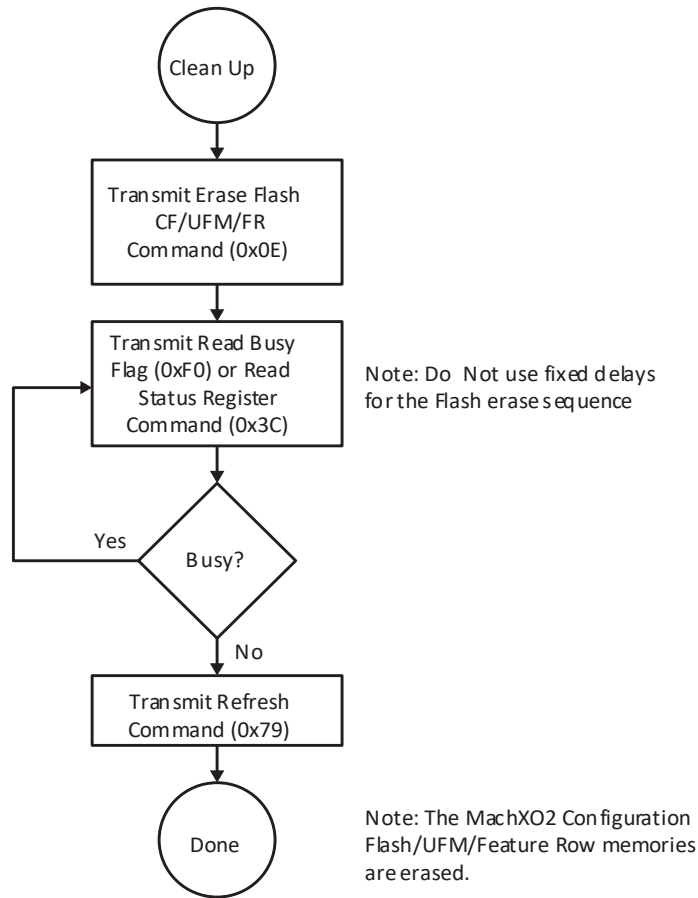 Clean Up
Transmit Erase Flash
CF/UFM/FR
Command (0x0E)
Transmit Read Busy
Flag (0xF0) or Read
Status Register
Command (0x3C)
Note: Do Not use fixed delays
for the Flash erase sequence
Yes
Busy?
No
Transmit Refresh
Command (0x79)
Done
Note: The MachXO2 Configuration
Flash/UFM/Feature Row memories
are erased.